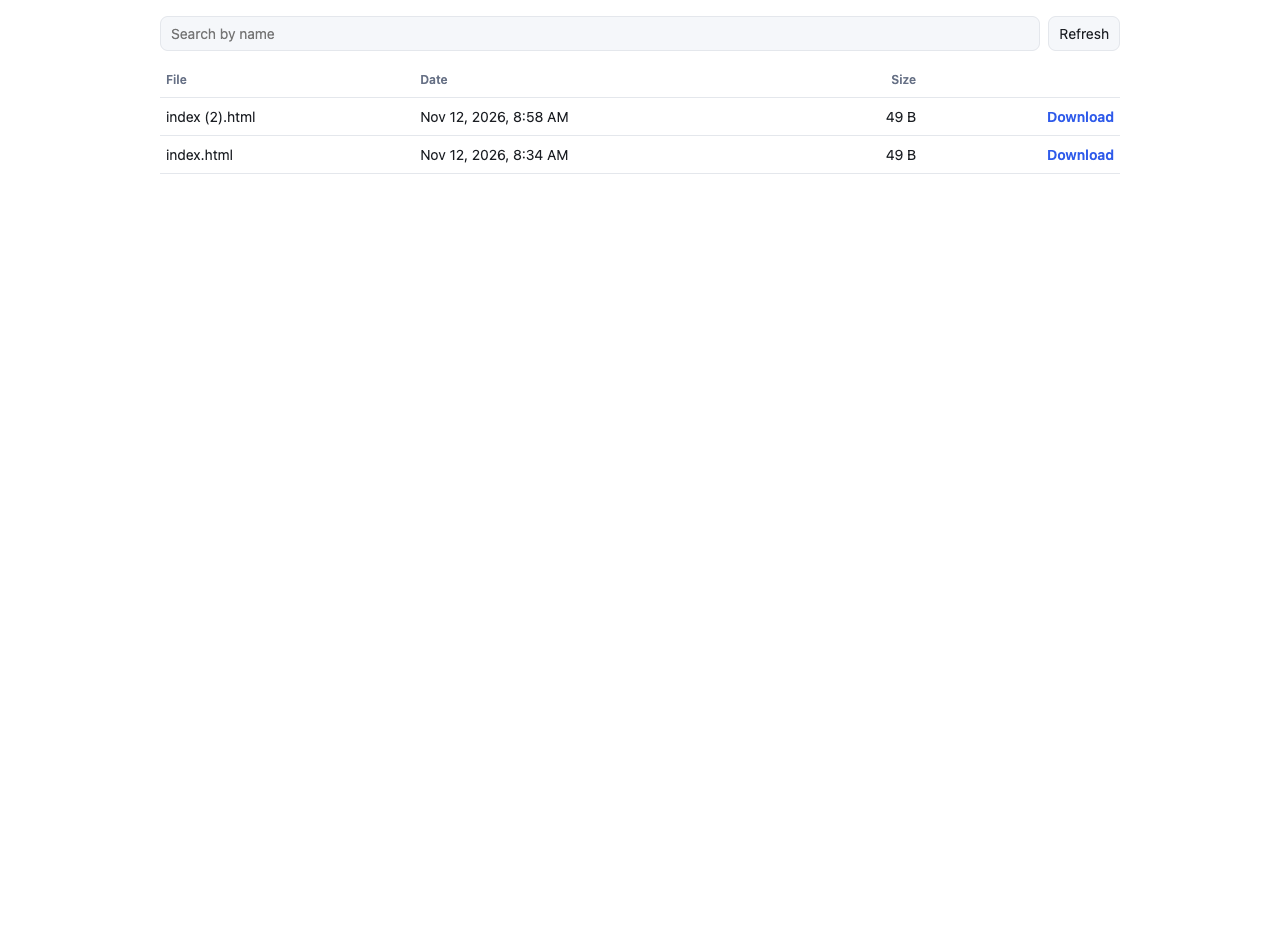 Search by name Refresh
File Date Size
index (2).html Nov 12, 2026, 8:58 AM 49 B Download
index.html Nov 12, 2026, 8:34 AM 49 B Download